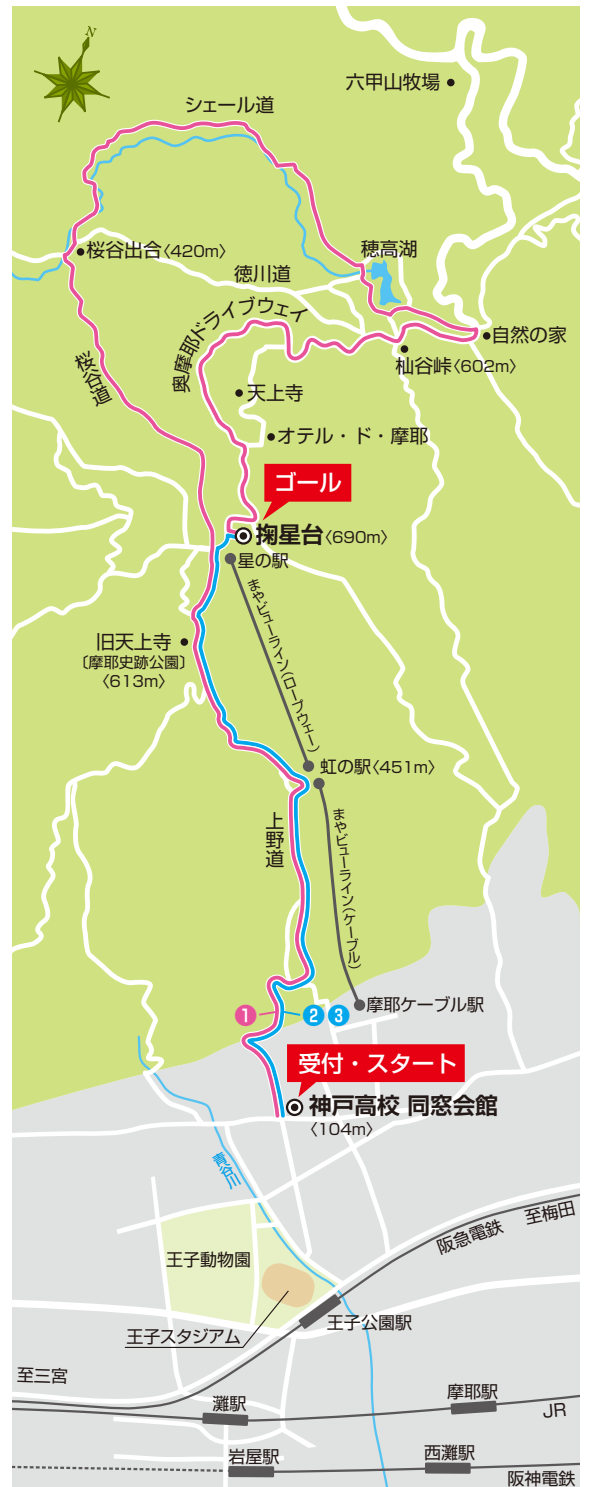 N
六甲山牧場
シェール道
桜谷出合〈420m〉
穂高湖
徳川道
奥摩耶ドライブウェイ
自然の家
杣谷峠〈602m〉
桜谷道
天上寺
オテル・ド・摩耶
ゴール
掬星台〈690m〉
星の駅
まやビューライン(ロープウェー)
旧天上寺
〔摩耶史跡公園〕
〈613m〉
虹の駅〈451m〉
上野道
まやビューライン(ケーブル)
摩耶ケーブル駅
1
2 3
受付・スタート
神戸高校 同窓会館
〈104m〉
青谷川
至梅田
阪急電鉄
王子動物園
王子公園駅
王子スタジアム
至三宮
灘駅
摩耶駅
JR
岩屋駅
西灘駅
阪神電鉄